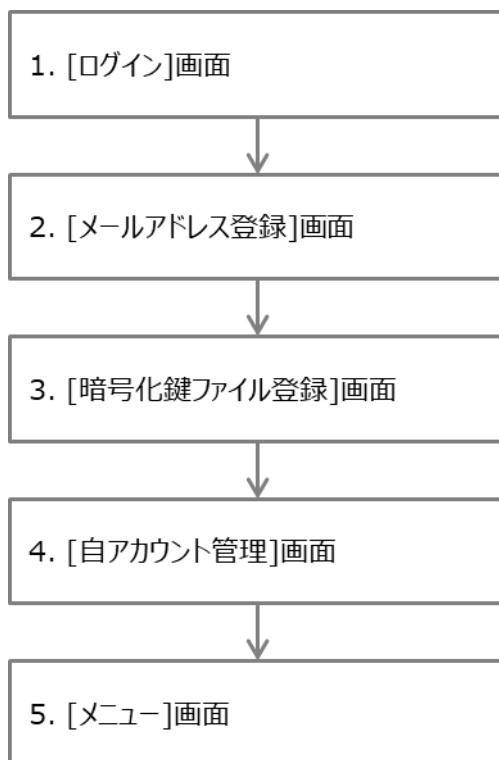 1. [ログイン]画面
2. [メールアドレス登録]画面
3. [暗号化鍵ファイル登録]画面
4. [自アカウント管理]画面
5. [メニュー]画面